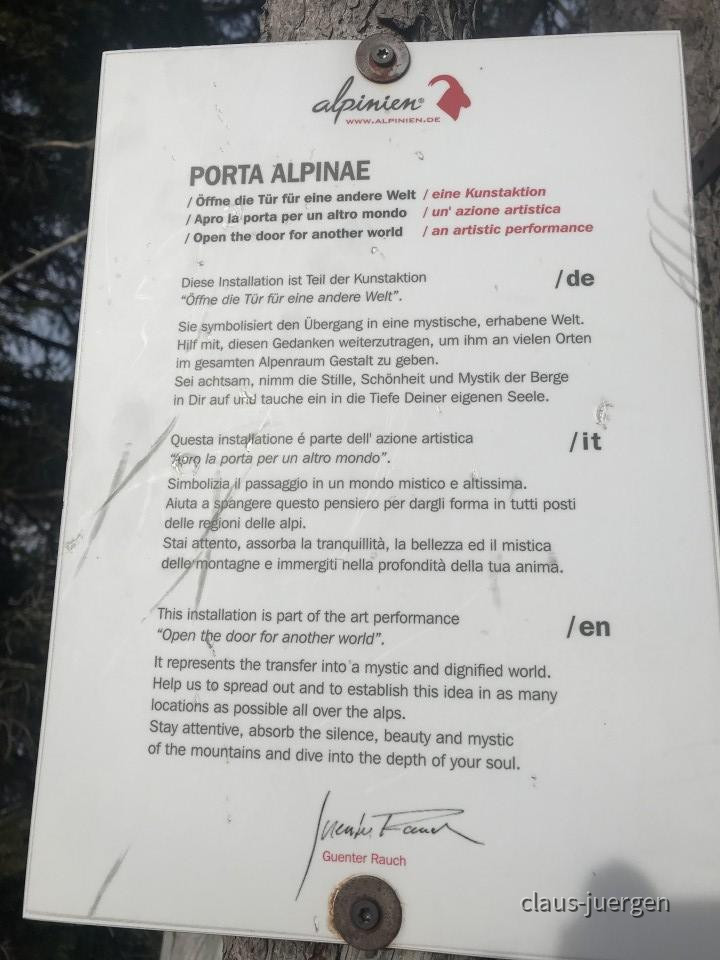 alpinien®
WWW.ALPINIEN.DE
PORTA ALPINAE
/ Öffne die Tür für eine andere Welt / eine Kunstaktion
/ Apro la porta per un altro mondo / un' azione artistica
/ Open the door for another world / an artistic performance
Diese Installation ist Teil der Kunstaktion /de
“Öffne die Tür für eine andere Welt”.
Sie symbolisiert den Übergang in eine mystische, erhabene Welt.
Hilf mit, diesen Gedanken weiterzutragen, um ihm an vielen Orten
im gesamten Alpenraum Gestalt zu geben.
Sei achtsam, nimm die Stille, Schönheit und Mystik der Berge
in Dir auf und tauche ein in die Tiefe Deiner eigenen Seele.
Questa installatione é parte dell' azione artistica /it
“Apro la porta per un altro mondo”.
Simbolizia il passaggio in un mondo mistico e altissima.
Aiuta a spangere questo pensiero per dargli forma in tutti posti
delle regioni delle alpi.
Stai attento, assorba la tranquillità, la bellezza ed il mistica
delle montagne e immergiti nella profondità della tua anima.
This installation is part of the art performance /en
“Open the door for another world”.
It represents the transfer into a mystic and dignified world.
Help us to spread out and to establish this idea in as many
locations as possible all over the alps.
Stay attentive, absorb the silence, beauty and mystic
of the mountains and dive into the depth of your soul.
Guenter Rauch
Guenter Rauch
claus-juergen